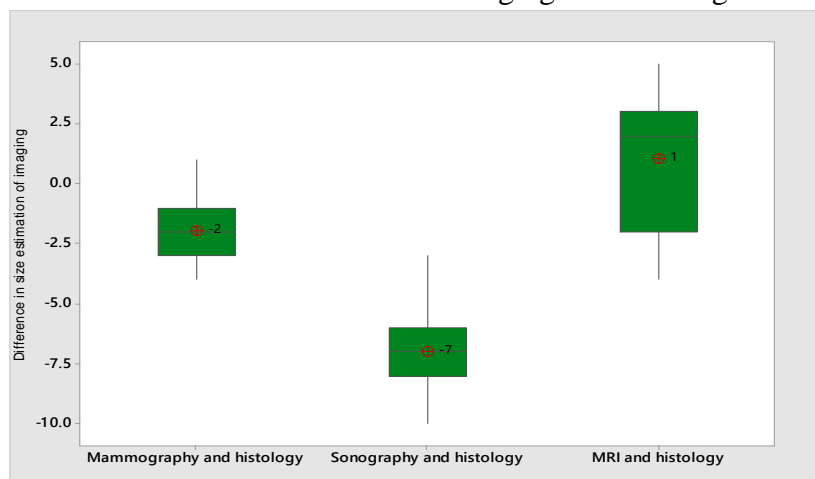 Difference in size estimation of imaging
5.0
2.5
0.0
-2.5
-5.0
-7.5
-10.0
-2
-7
1
Mammography and histology
Sonography and histology
MRI and histology